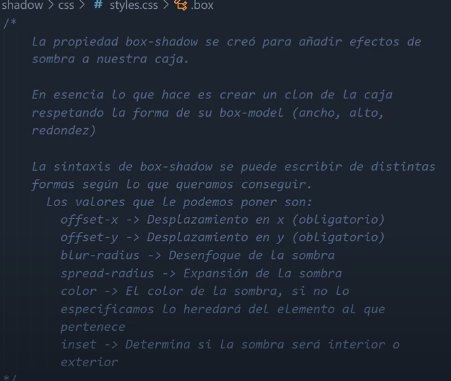 shadow > css > # styles.css > .box
/*
La propiedad box-shadow se creó para añadir efectos de
sombra a nuestra caja.
En esencia lo que hace es crear un clon de la caja
respetando la forma de su box-model (ancho, alto,
redondez)
La sintaxis de box-shadow se puede escribir de distintas
formas según lo que queramos conseguir.
Los valores que le podemos poner son:
offset-x -> Desplazamiento en x (obligatorio)
offset-y -> Desplazamiento en y (obligatorio)
blur-radius -> Desenfoque de la sombra
spread-radius -> Expansión de la sombra
color -> El color de la sombra, si no lo
especificamos lo heredará del elemento al que
pertenece
inset -> Determina si la sombra será interior o
exterior
*/